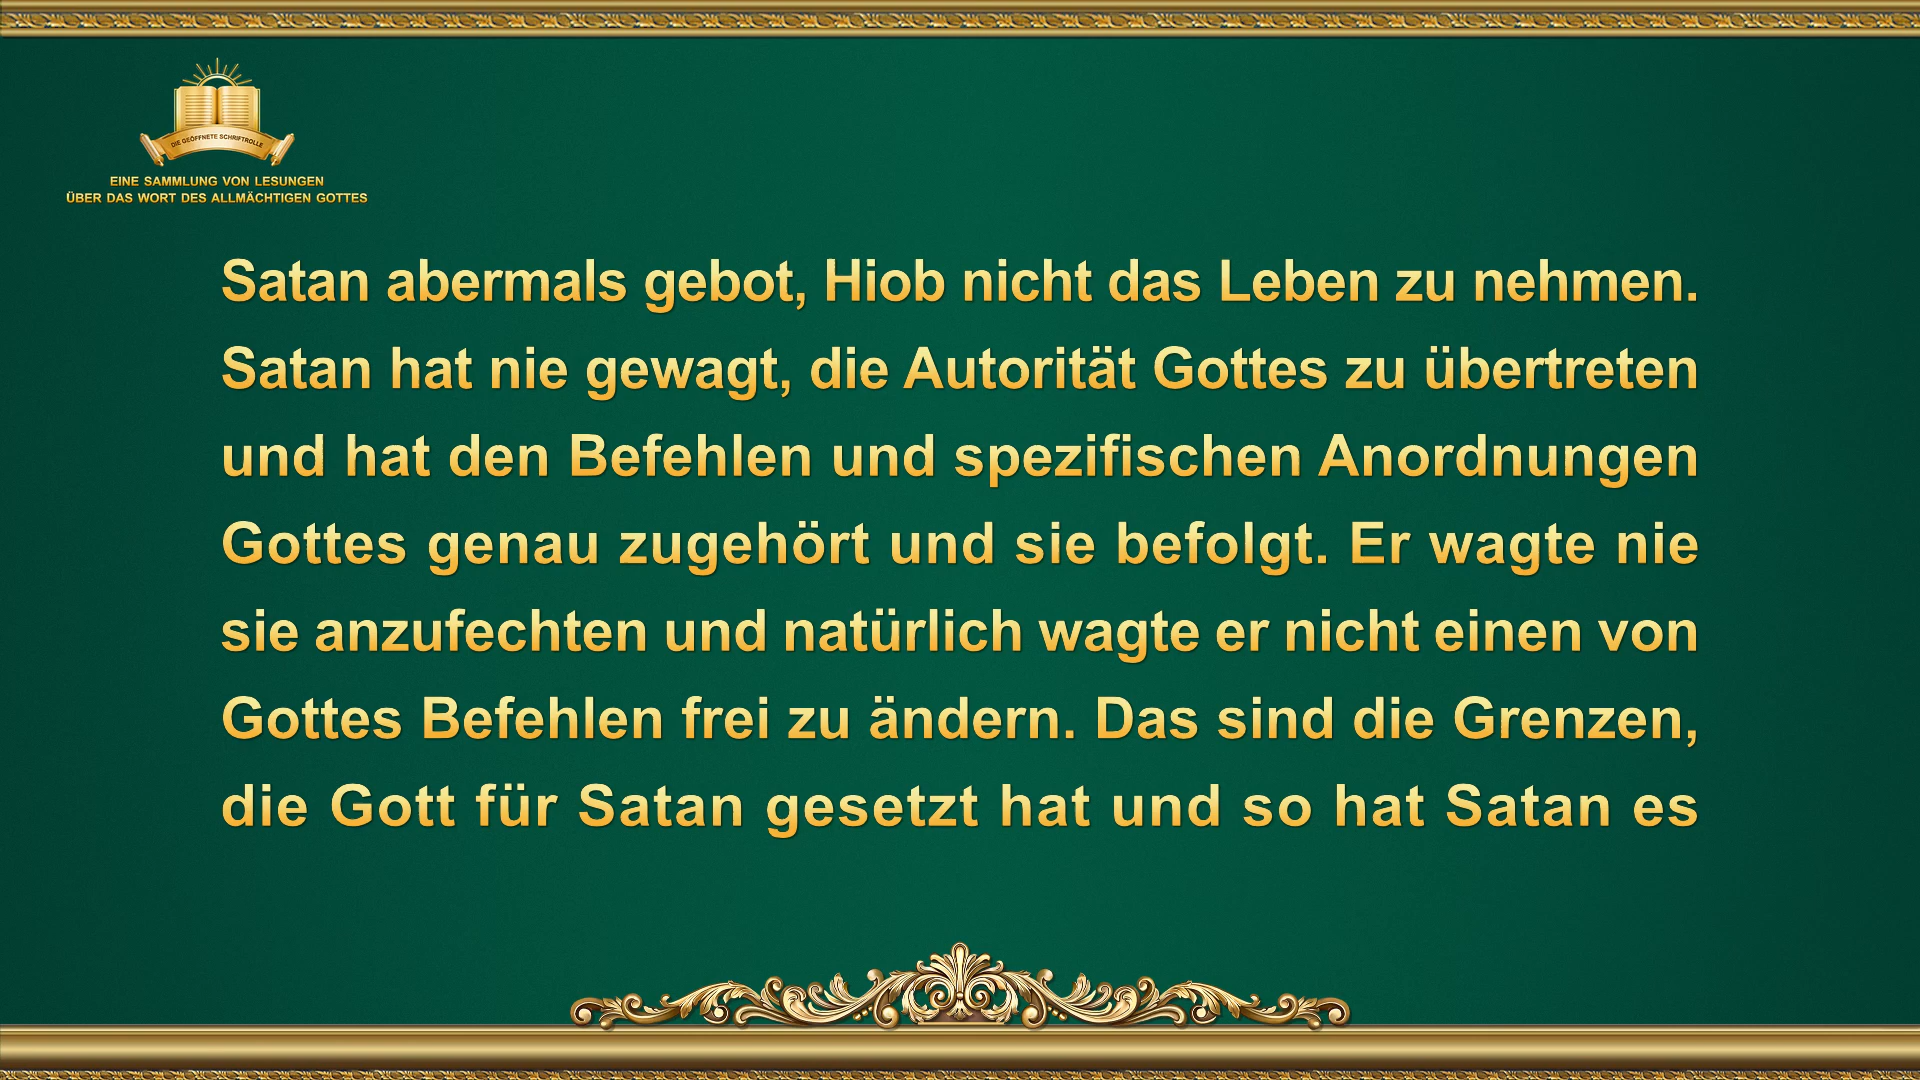 DIE GEÖFFNETE SCHRIFTROLLE
EINE SAMMLUNG VON LESUNGEN
ÜBER DAS WORT DES ALLMÄCHTIGEN GOTTES
Satan abermals gebot, Hiob nicht das Leben zu nehmen.
Satan hat nie gewagt, die Autorität Gottes zu übertreten
und hat den Befehlen und spezifischen Anordnungen
Gottes genau zugehört und sie befolgt. Er wagte nie
sie anzufechten und natürlich wagte er nicht einen von
Gottes Befehlen frei zu ändern. Das sind die Grenzen,
die Gott für Satan gesetzt hat und so hat Satan es